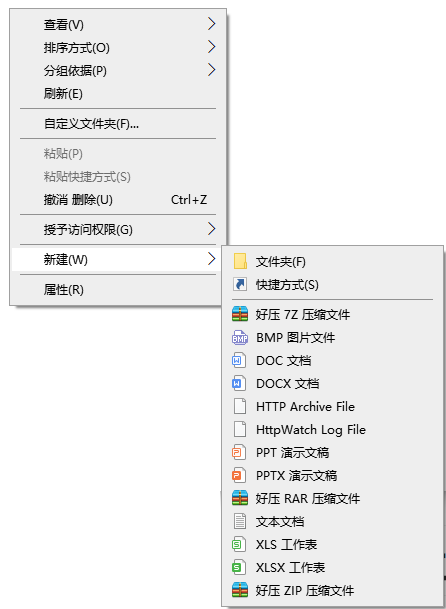 查看(V)
排序方式(O)
分组依据(P)
刷新(E)
自定义文件夹(F)...
粘贴(P)
粘贴快捷方式(S)
撤消 删除(U) Ctrl+Z
授予访问权限(G)
新建(W)
属性(R)
文件夹(F)
快捷方式(S)
好压 7Z 压缩文件
BMP 图片文件
DOC 文档
DOCX 文档
HTTP Archive File
HttpWatch Log File
PPT 演示文稿
PPTX 演示文稿
好压 RAR 压缩文件
文本文档
XLS 工作表
XLSX 工作表
好压 ZIP 压缩文件